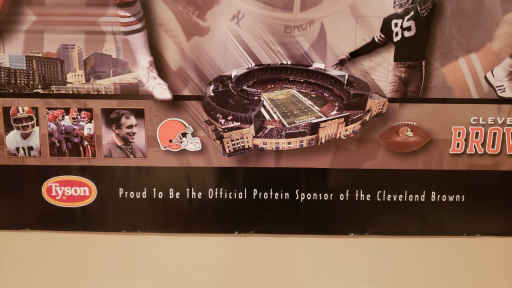 85
CLEVE
BROW
Tyson
Proud To Be The Official Protein Sponsor of the Cleveland Browns